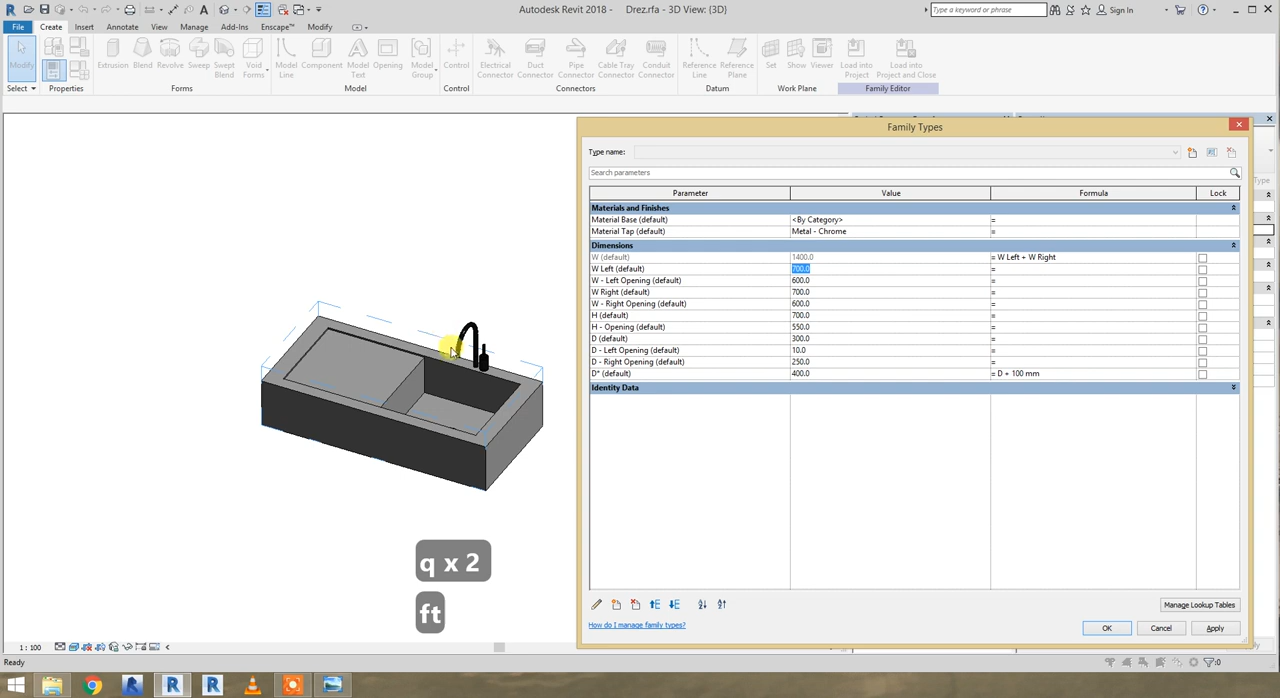 Autodesk Revit 2018 - Drez.rfa - 3D View: {3D}
Type a keyword or phrase
Sign In
File Create Insert Annotate View Manage Add-Ins Enscape™ Modify
Modify Extrusion Blend Revolve Sweep Swept Blend Void Forms Model Line Component Model Text Opening Model Group Control Electrical Connector Duct Connector Pipe Connector Cable Tray Connector Conduit Connector Reference Line Reference Plane Set Show Viewer Load into Project Load into Project and Close
Select Properties Forms Model Control Connectors Datum Work Plane Family Editor
Family Types
Type name:
Search parameters
Parameter Value Formula Lock
Materials and Finishes
Material Base (default) <By Category> =
Material Tap (default) Metal - Chrome =
Dimensions
W (default) 1400.0 = W Left + W Right
W Left (default) 700.0 =
W - Left Opening (default) 600.0 =
W Right (default) 700.0 =
W - Right Opening (default) 600.0 =
H (default) 700.0 =
H - Opening (default) 550.0 =
D (default) 300.0 =
D - Left Opening (default) 10.0 =
D - Right Opening (default) 250.0 =
D* (default) 400.0 = D + 100 mm
Identity Data
Manage Lookup Tables
How do I manage family types?
OK Cancel Apply
q x 2
ft
1 : 100
Ready
:0